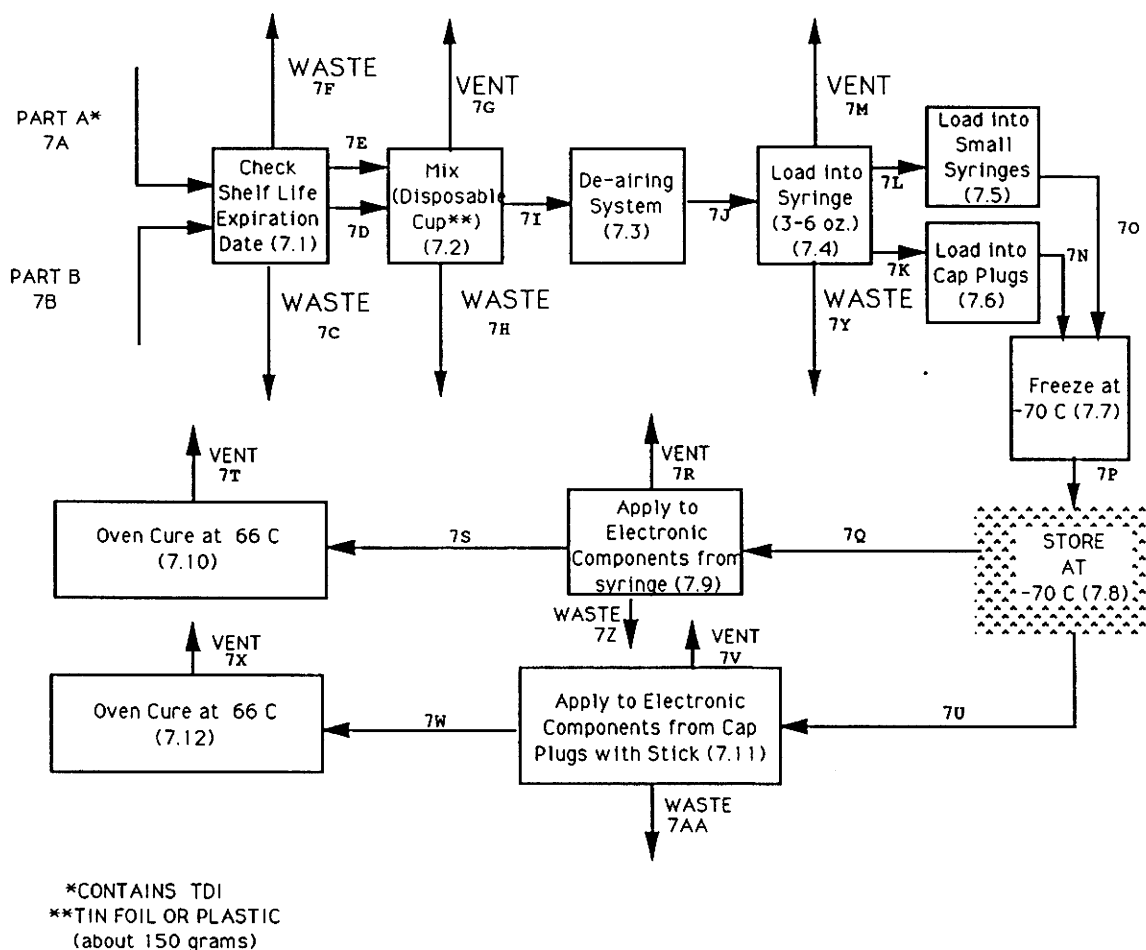 WASTE
7F
VENT
7G
VENT
7M
PART A*
7A
7E
7D
Check
Shelf Life
Expiration
Date (7.1)
Mix
(Disposable
Cup**)
(7.2)
7I
De-airing
System
(7.3)
7J
Load into
Syringe
(3-6 oz.)
(7.4)
7L
7K
Load into
Small
Syringes
(7.5)
7O
7N
Load into
Cap Plugs
(7.6)
PART B
7B
WASTE
7C
WASTE
7H
WASTE
7Y
Freeze at
-70 C (7.7)
7P
VENT
7T
VENT
7R
Oven Cure at 66 C
(7.10)
7S
Apply to
Electronic
Components from
syringe (7.9)
7Q
STORE
AT
-70 C (7.8)
WASTE
7Z
VENT
7X
VENT
7V
Oven Cure at 66 C
(7.12)
7W
Apply to Electronic
Components from Cap
Plugs with Stick (7.11)
7U
WASTE
7AA
*CONTAINS TDI
**TIN FOIL OR PLASTIC
(about 150 grams)